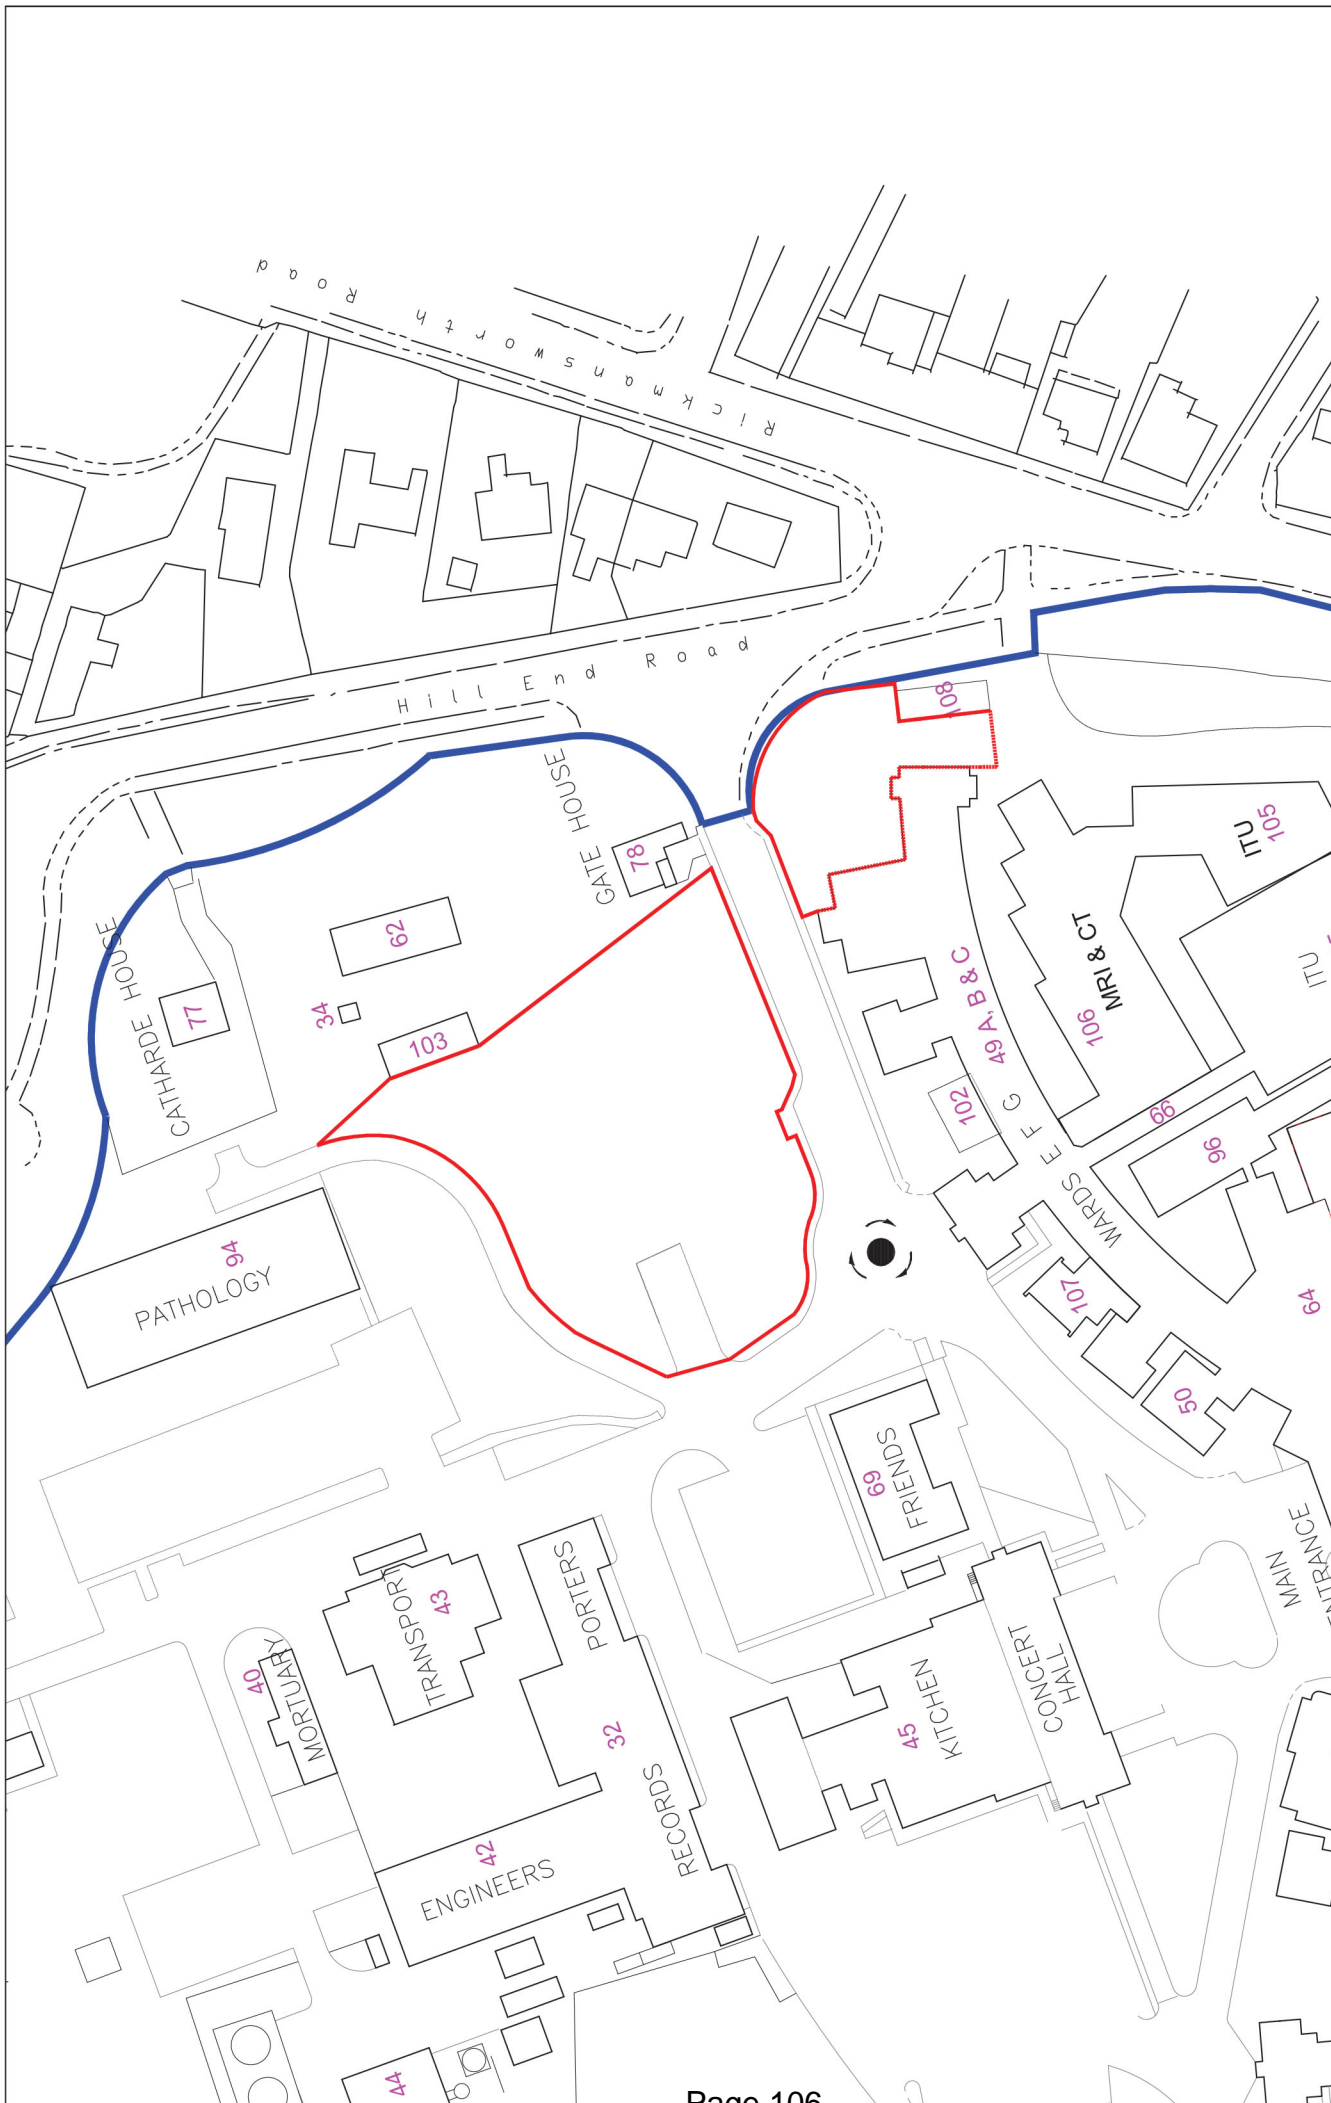 Rickmansworth Road
Hill End Road
108
GATE HOUSE
78
ITU
105
62
CATHARDE HOUSE
77
34
103
MRI & CT
106
49 A, B & C
ITU
102
66
96
WARDS E F G
94
PATHOLOGY
107
64
50
69
FRIENDS
MAIN
TRANSPORT
43
PORTERS
40
MORTUARY
32
KITCHEN
45
CONCERT
HALL
RECORDS
42
ENGINEERS
44
Page 106